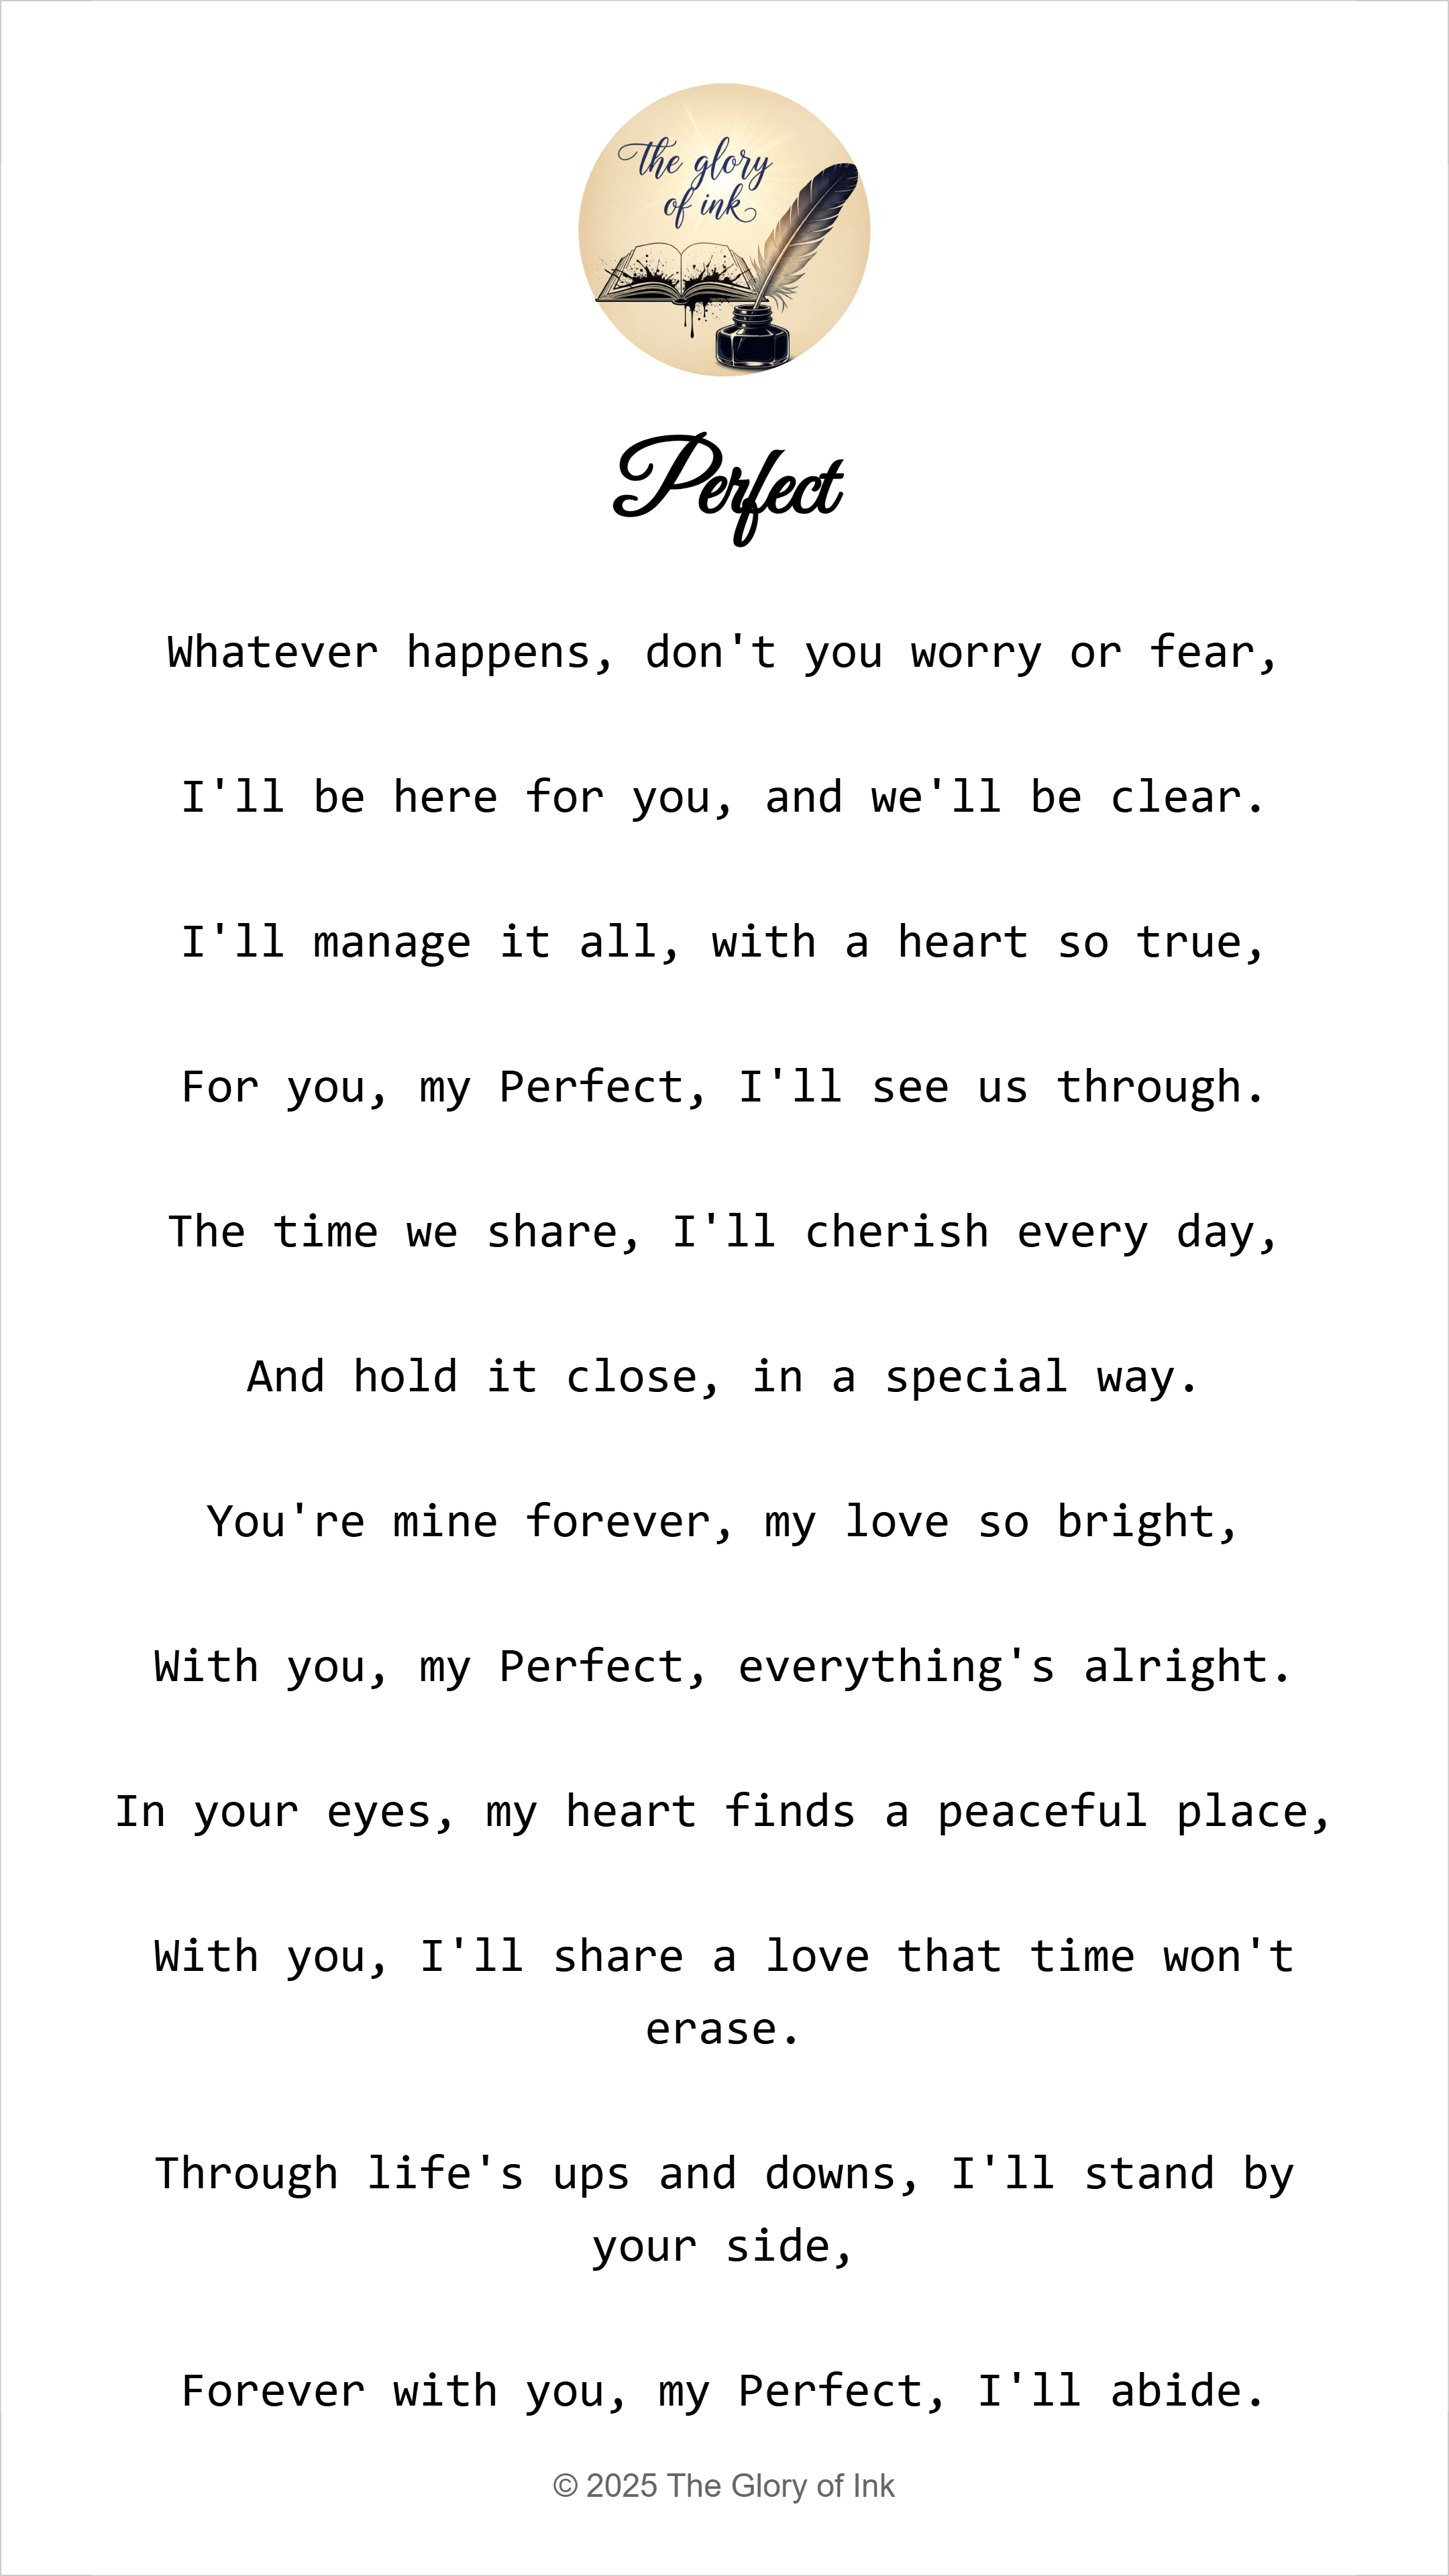 the glory
of ink
Perfect
Whatever happens, don't you worry or fear,
I'll be here for you, and we'll be clear.
I'll manage it all, with a heart so true,
For you, my Perfect, I'll see us through.
The time we share, I'll cherish every day,
And hold it close, in a special way.
You're mine forever, my love so bright,
With you, my Perfect, everything's alright.
In your eyes, my heart finds a peaceful place,
With you, I'll share a love that time won't
erase.
Through life's ups and downs, I'll stand by
your side,
Forever with you, my Perfect, I'll abide.
© 2025 The Glory of Ink